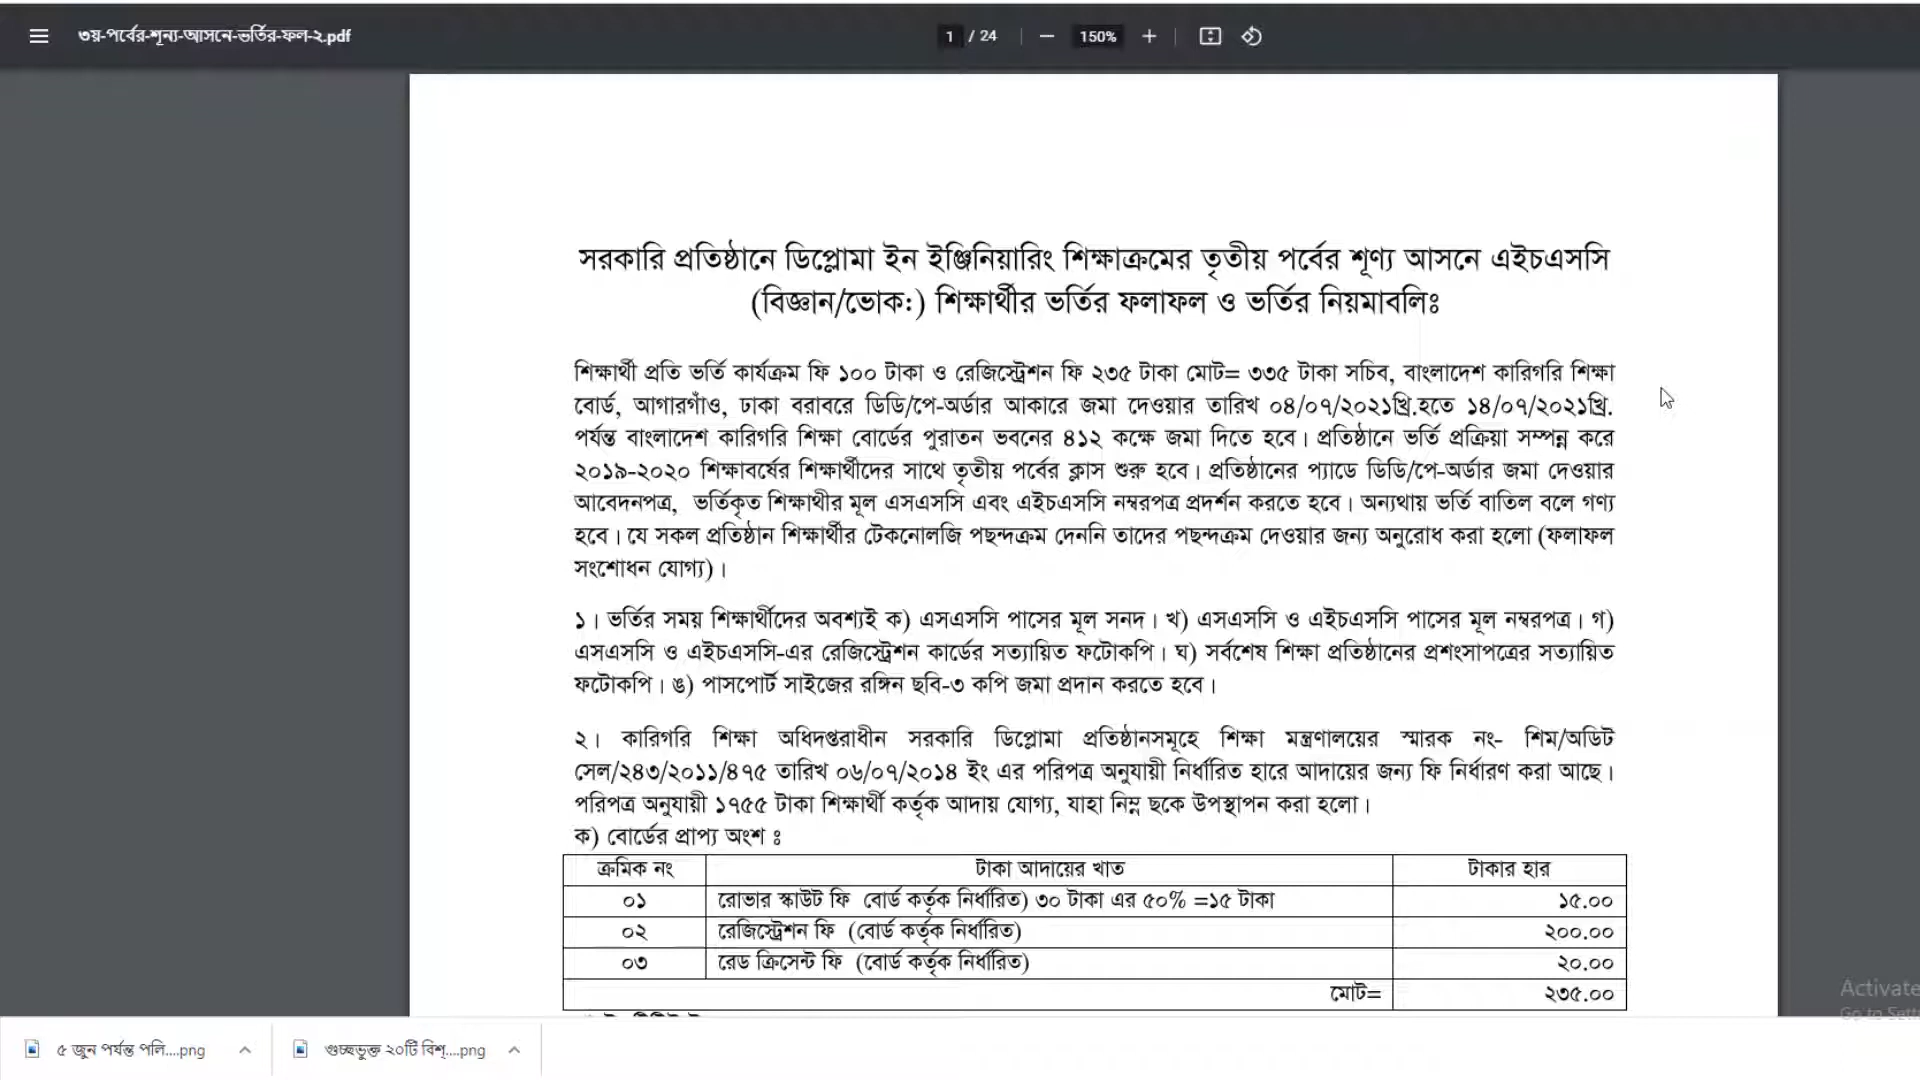 ৩য়-পর্বের-শূন্য-আসনে-ভর্তির-ফল-২.pdf
1 / 24
150%
সরকারি প্রতিষ্ঠানে ডিপ্লোমা ইন ইঞ্জিনিয়ারিং শিক্ষাক্রমের তৃতীয় পর্বের শূণ্য আসনে এইচএসসি
(বিজ্ঞান/ভোক:) শিক্ষার্থীর ভর্তির ফলাফল ও ভর্তির নিয়মাবলিঃ
শিক্ষার্থী প্রতি ভর্তি কার্যক্রম ফি ১০০ টাকা ও রেজিস্ট্রেশন ফি ২৩৫ টাকা মোট= ৩৩৫ টাকা সচিব, বাংলাদেশ কারিগরি শিক্ষা
বোর্ড, আগারগাঁও, ঢাকা বরাবরে ডিডি/পে-অর্ডার আকারে জমা দেওয়ার তারিখ ০৪/০৭/২০২১খ্রি.হতে ১৪/০৭/২০২১খ্রি.
পর্যন্ত বাংলাদেশ কারিগরি শিক্ষা বোর্ডের পুরাতন ভবনের ৪১২ কক্ষে জমা দিতে হবে। প্রতিষ্ঠানে ভর্তি প্রক্রিয়া সম্পন্ন করে
২০১৯-২০২০ শিক্ষাবর্ষের শিক্ষার্থীদের সাথে তৃতীয় পর্বের ক্লাস শুরু হবে। প্রতিষ্ঠানের প্যাডে ডিডি/পে-অর্ডার জমা দেওয়ার
আবেদনপত্র, ভর্তিকৃত শিক্ষাথীর মূল এসএসসি এবং এইচএসসি নম্বরপত্র প্রদর্শন করতে হবে। অন্যথায় ভর্তি বাতিল বলে গণ্য
হবে। যে সকল প্রতিষ্ঠান শিক্ষার্থীর টেকনোলজি পছন্দক্রম দেননি তাদের পছন্দক্রম দেওয়ার জন্য অনুরোধ করা হলো (ফলাফল
সংশোধন যোগ্য)।
১। ভর্তির সময় শিক্ষার্থীদের অবশ্যই ক) এসএসসি পাসের মূল সনদ। খ) এসএসসি ও এইচএসসি পাসের মূল নম্বরপত্র। গ)
এসএসসি ও এইচএসসি-এর রেজিস্ট্রেশন কার্ডের সত্যায়িত ফটোকপি। ঘ) সর্বশেষ শিক্ষা প্রতিষ্ঠানের প্রশংসাপত্রের সত্যায়িত
ফটোকপি। ঙ) পাসপোর্ট সাইজের রঙ্গিন ছবি-৩ কপি জমা প্রদান করতে হবে।
২। কারিগরি শিক্ষা অধিদপ্তরাধীন সরকারি ডিপ্লোমা প্রতিষ্ঠানসমূহে শিক্ষা মন্ত্রণালয়ের স্মারক নং- শিম/অডিট
সেল/২৪৩/২০১১/৪৭৫ তারিখ ০৬/০৭/২০১৪ ইং এর পরিপত্র অনুযায়ী নির্ধারিত হারে আদায়ের জন্য ফি নির্ধারণ করা আছে।
পরিপত্র অনুযায়ী ১৭৫৫ টাকা শিক্ষার্থী কর্তৃক আদায় যোগ্য, যাহা নিম্ন ছকে উপস্থাপন করা হলো।
ক) বোর্ডের প্রাপ্য অংশ ঃ
ক্রমিক নং টাকা আদায়ের খাত টাকার হার
০১ রোভার স্কাউট ফি বোর্ড কর্তৃক নির্ধারিত) ৩০ টাকা এর ৫০% =১৫ টাকা ১৫.০০
০২ রেজিস্ট্রেশন ফি (বোর্ড কর্তৃক নির্ধারিত) ২০০.০০
০৩ রেড ক্রিসেন্ট ফি (বোর্ড কর্তৃক নির্ধারিত) ২০.০০
মোট= ২৩৫.০০
Activate
Go to Sett
৫ জুন পর্যন্ত পলি....png
গুচ্ছভুক্ত ২০টি বিশ্....png